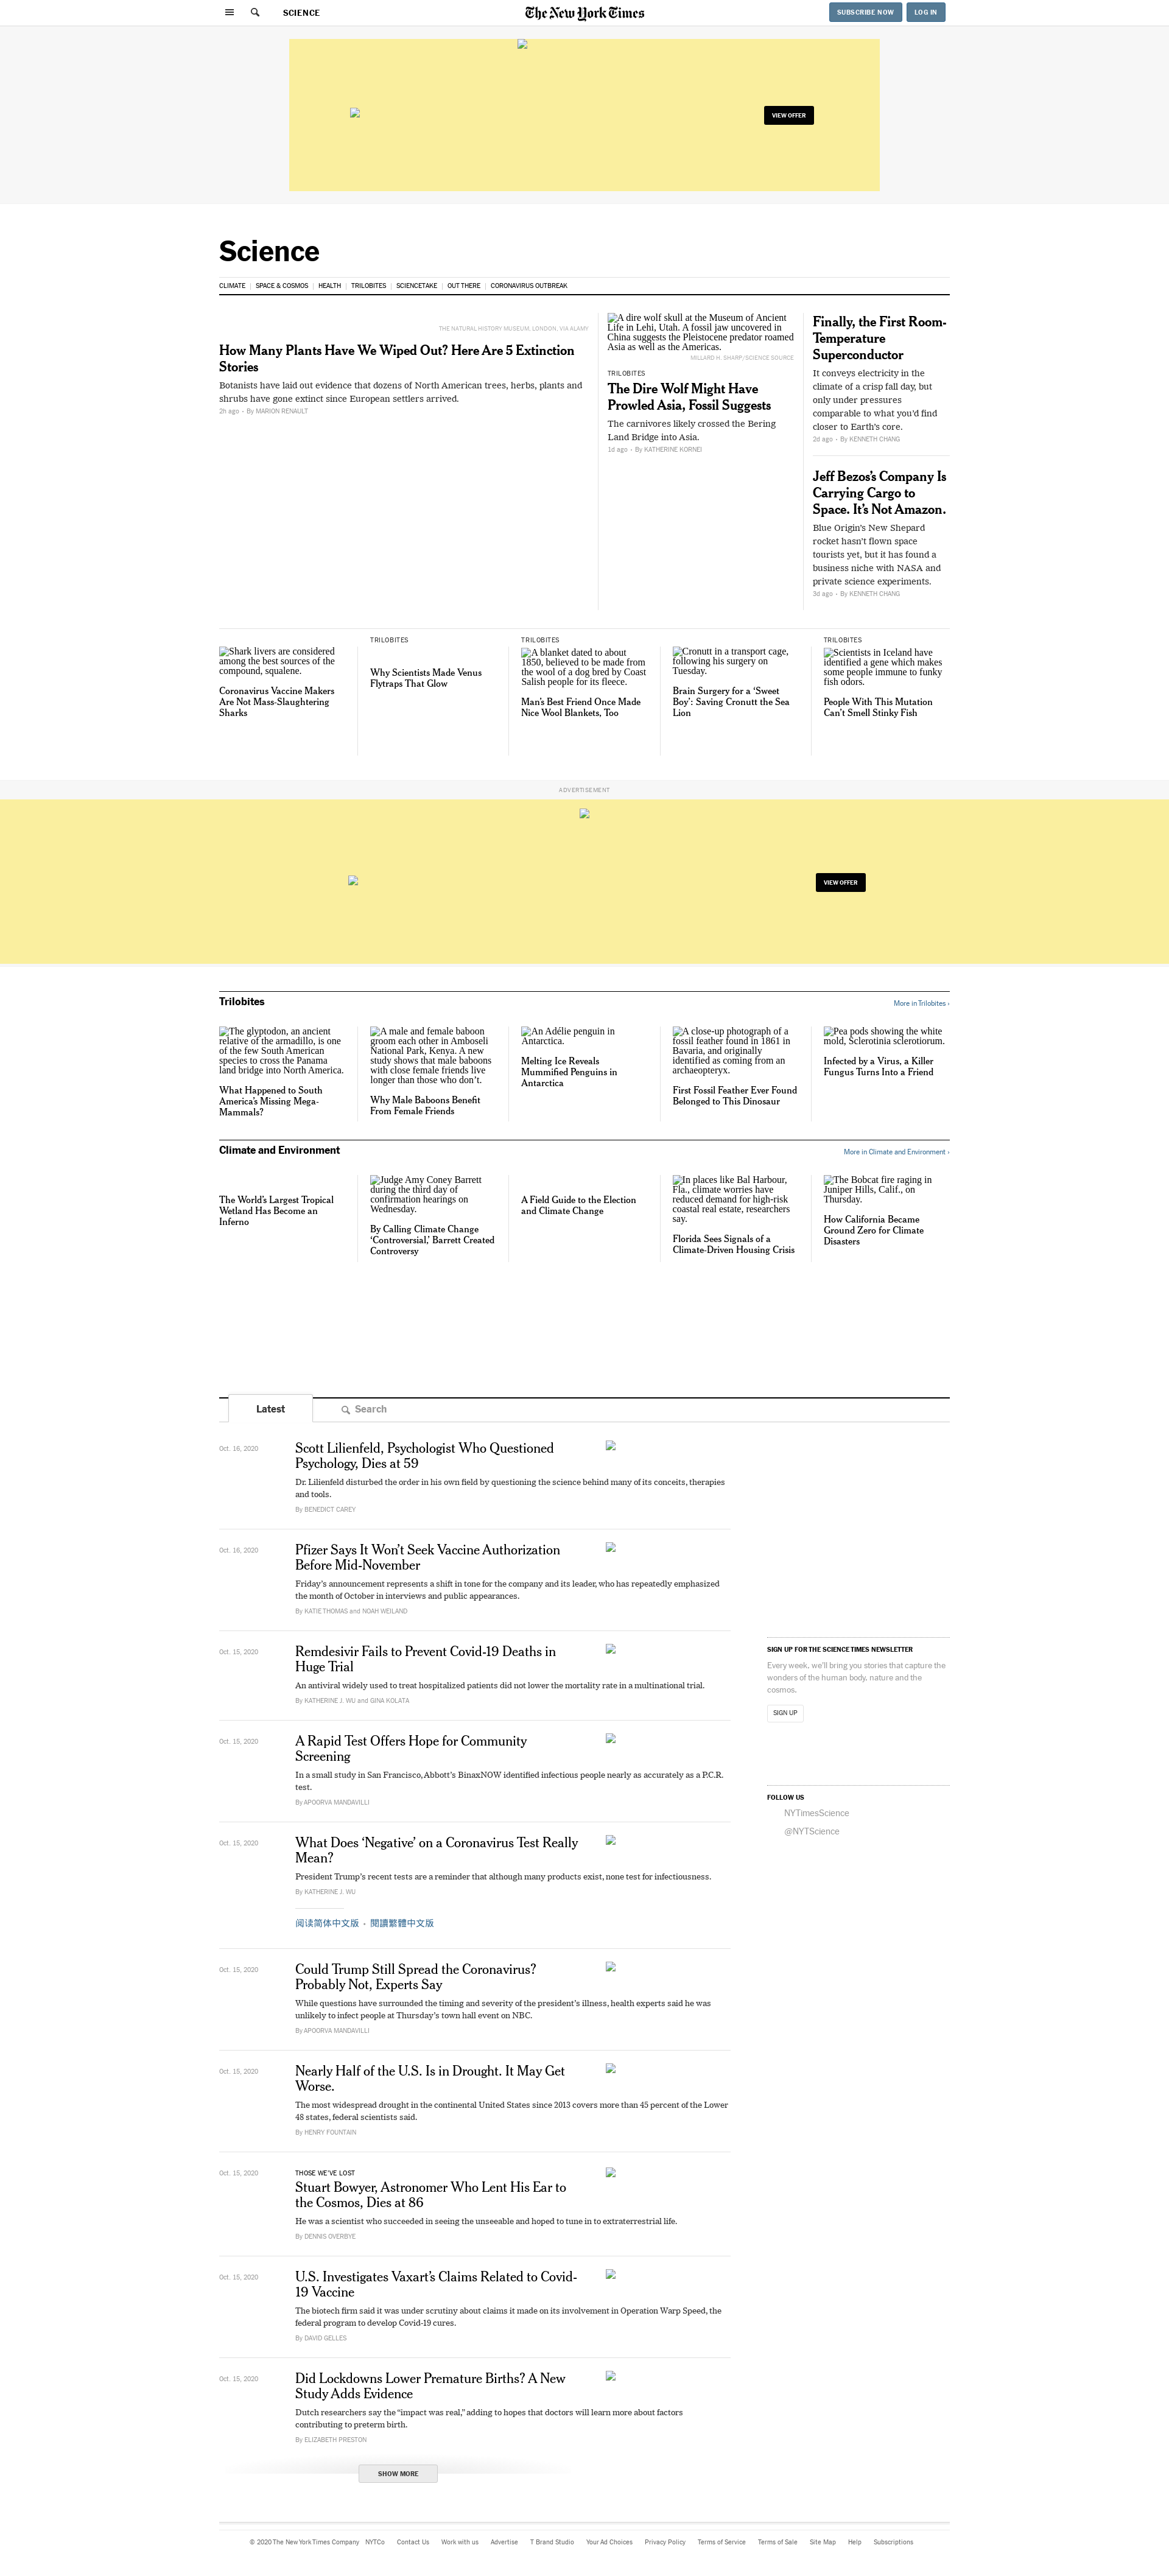 SCIENCE
The New York Times
SUBSCRIBE NOW
LOG IN
VIEW OFFER
Science
CLIMATE
SPACE & COSMOS
HEALTH
TRILOBITES
SCIENCETAKE
OUT THERE
CORONAVIRUS OUTBREAK
THE NATURAL HISTORY MUSEUM, LONDON, VIA ALAMY
How Many Plants Have We Wiped Out? Here Are 5 Extinction
Stories
Botanists have laid out evidence that dozens of North American trees, herbs, plants and
shrubs have gone extinct since European settlers arrived.
2h ago • By MARION RENAULT
A dire wolf skull at the Museum of Ancient
Life in Lehi, Utah. A fossil jaw uncovered in
China suggests the Pleistocene predator roamed
Asia as well as the Americas.
MILLARD H. SHARP/SCIENCE SOURCE
TRILOBITES
The Dire Wolf Might Have
Prowled Asia, Fossil Suggests
The carnivores likely crossed the Bering
Land Bridge into Asia.
1d ago • By KATHERINE KORNEI
Finally, the First Room-
Temperature
Superconductor
It conveys electricity in the
climate of a crisp fall day, but
only under pressures
comparable to what you’d find
closer to Earth’s core.
2d ago • By KENNETH CHANG
Jeff Bezos’s Company Is
Carrying Cargo to
Space. It’s Not Amazon.
Blue Origin’s New Shepard
rocket hasn’t flown space
tourists yet, but it has found a
business niche with NASA and
private science experiments.
3d ago • By KENNETH CHANG
Shark livers are considered
among the best sources of the
compound, squalene.
Coronavirus Vaccine Makers
Are Not Mass-Slaughtering
Sharks
TRILOBITES
Why Scientists Made Venus
Flytraps That Glow
TRILOBITES
A blanket dated to about
1850, believed to be made from
the wool of a dog bred by Coast
Salish people for its fleece.
Man’s Best Friend Once Made
Nice Wool Blankets, Too
Cronutt in a transport cage,
following his surgery on
Tuesday.
Brain Surgery for a ‘Sweet
Boy’: Saving Cronutt the Sea
Lion
TRILOBITES
Scientists in Iceland have
identified a gene which makes
some people immune to funky
fish odors.
People With This Mutation
Can’t Smell Stinky Fish
ADVERTISEMENT
VIEW OFFER
Trilobites
More in Trilobites ›
The glyptodon, an ancient
relative of the armadillo, is one
of the few South American
species to cross the Panama
land bridge into North America.
What Happened to South
America’s Missing Mega-
Mammals?
A male and female baboon
groom each other in Amboseli
National Park, Kenya. A new
study shows that male baboons
with close female friends live
longer than those who don’t.
Why Male Baboons Benefit
From Female Friends
An Adélie penguin in
Antarctica.
Melting Ice Reveals
Mummified Penguins in
Antarctica
A close-up photograph of a
fossil feather found in 1861 in
Bavaria, and originally
identified as coming from an
archaeopteryx.
First Fossil Feather Ever Found
Belonged to This Dinosaur
Pea pods showing the white
mold, Sclerotinia sclerotiorum.
Infected by a Virus, a Killer
Fungus Turns Into a Friend
Climate and Environment
More in Climate and Environment ›
The World’s Largest Tropical
Wetland Has Become an
Inferno
Judge Amy Coney Barrett
during the third day of
confirmation hearings on
Wednesday.
By Calling Climate Change
‘Controversial,’ Barrett Created
Controversy
A Field Guide to the Election
and Climate Change
In places like Bal Harbour,
Fla., climate worries have
reduced demand for high-risk
coastal real estate, researchers
say.
Florida Sees Signals of a
Climate-Driven Housing Crisis
The Bobcat fire raging in
Juniper Hills, Calif., on
Thursday.
How California Became
Ground Zero for Climate
Disasters
Latest
Search
Oct. 16, 2020
Scott Lilienfeld, Psychologist Who Questioned
Psychology, Dies at 59
Dr. Lilienfeld disturbed the order in his own field by questioning the science behind many of its conceits, therapies
and tools.
By BENEDICT CAREY
Oct. 16, 2020
Pfizer Says It Won’t Seek Vaccine Authorization
Before Mid-November
Friday’s announcement represents a shift in tone for the company and its leader, who has repeatedly emphasized
the month of October in interviews and public appearances.
By KATIE THOMAS and NOAH WEILAND
Oct. 15, 2020
Remdesivir Fails to Prevent Covid-19 Deaths in
Huge Trial
An antiviral widely used to treat hospitalized patients did not lower the mortality rate in a multinational trial.
By KATHERINE J. WU and GINA KOLATA
Oct. 15, 2020
A Rapid Test Offers Hope for Community
Screening
In a small study in San Francisco, Abbott’s BinaxNOW identified infectious people nearly as accurately as a P.C.R.
test.
By APOORVA MANDAVILLI
Oct. 15, 2020
What Does ‘Negative’ on a Coronavirus Test Really
Mean?
President Trump’s recent tests are a reminder that although many products exist, none test for infectiousness.
By KATHERINE J. WU
阅读简体中文版 • 閱讀繁體中文版
Oct. 15, 2020
Could Trump Still Spread the Coronavirus?
Probably Not, Experts Say
While questions have surrounded the timing and severity of the president’s illness, health experts said he was
unlikely to infect people at Thursday’s town hall event on NBC.
By APOORVA MANDAVILLI
Oct. 15, 2020
Nearly Half of the U.S. Is in Drought. It May Get
Worse.
The most widespread drought in the continental United States since 2013 covers more than 45 percent of the Lower
48 states, federal scientists said.
By HENRY FOUNTAIN
Oct. 15, 2020
THOSE WE’VE LOST
Stuart Bowyer, Astronomer Who Lent His Ear to
the Cosmos, Dies at 86
He was a scientist who succeeded in seeing the unseeable and hoped to tune in to extraterrestrial life.
By DENNIS OVERBYE
Oct. 15, 2020
U.S. Investigates Vaxart’s Claims Related to Covid-
19 Vaccine
The biotech firm said it was under scrutiny about claims it made on its involvement in Operation Warp Speed, the
federal program to develop Covid-19 cures.
By DAVID GELLES
Oct. 15, 2020
Did Lockdowns Lower Premature Births? A New
Study Adds Evidence
Dutch researchers say the “impact was real,” adding to hopes that doctors will learn more about factors
contributing to preterm birth.
By ELIZABETH PRESTON
SHOW MORE
SIGN UP FOR THE SCIENCE TIMES NEWSLETTER
Every week, we’ll bring you stories that capture the
wonders of the human body, nature and the
cosmos.
SIGN UP
FOLLOW US
NYTimesScience
@NYTScience
© 2020 The New York Times Company
NYTCo
Contact Us
Work with us
Advertise
T Brand Studio
Your Ad Choices
Privacy Policy
Terms of Service
Terms of Sale
Site Map
Help
Subscriptions